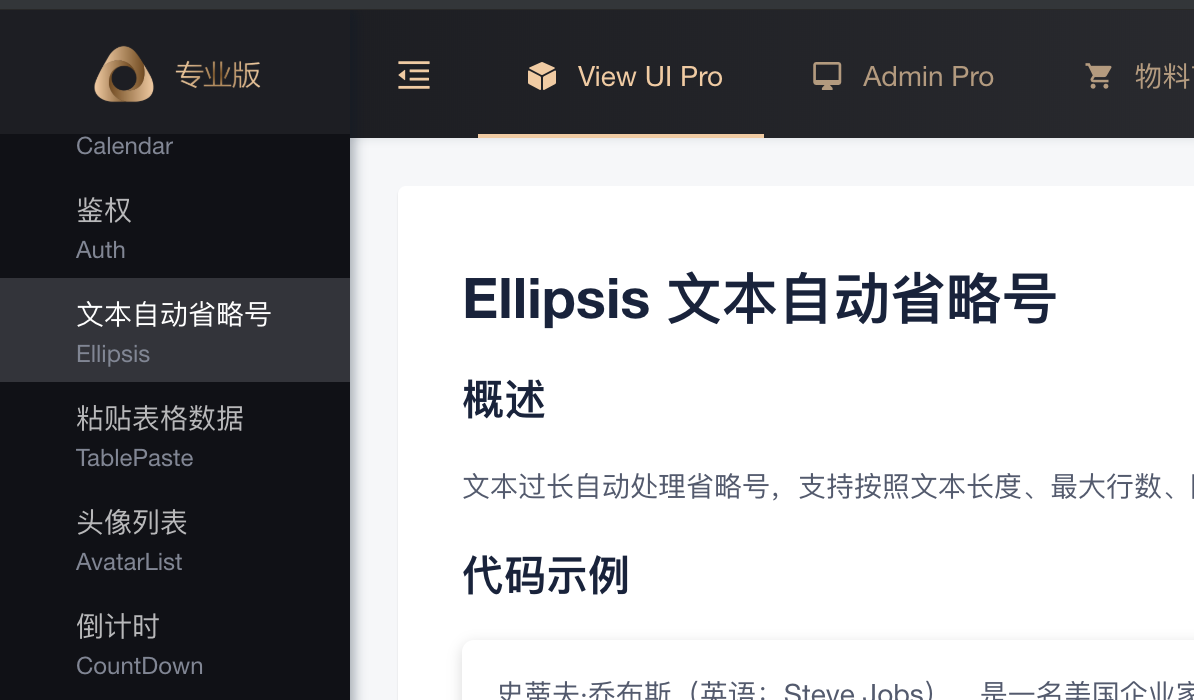 专业版
View UI Pro
Admin Pro
物料
Calendar
鉴权
Auth
文本自动省略号
Ellipsis
粘贴表格数据
TablePaste
头像列表
AvatarList
倒计时
CountDown
Ellipsis 文本自动省略号
概述
文本过长自动处理省略号，支持按照文本长度、最大行数、
代码示例
史蒂夫·乔布斯（英语：Steve Jobs），是一名美国企业家